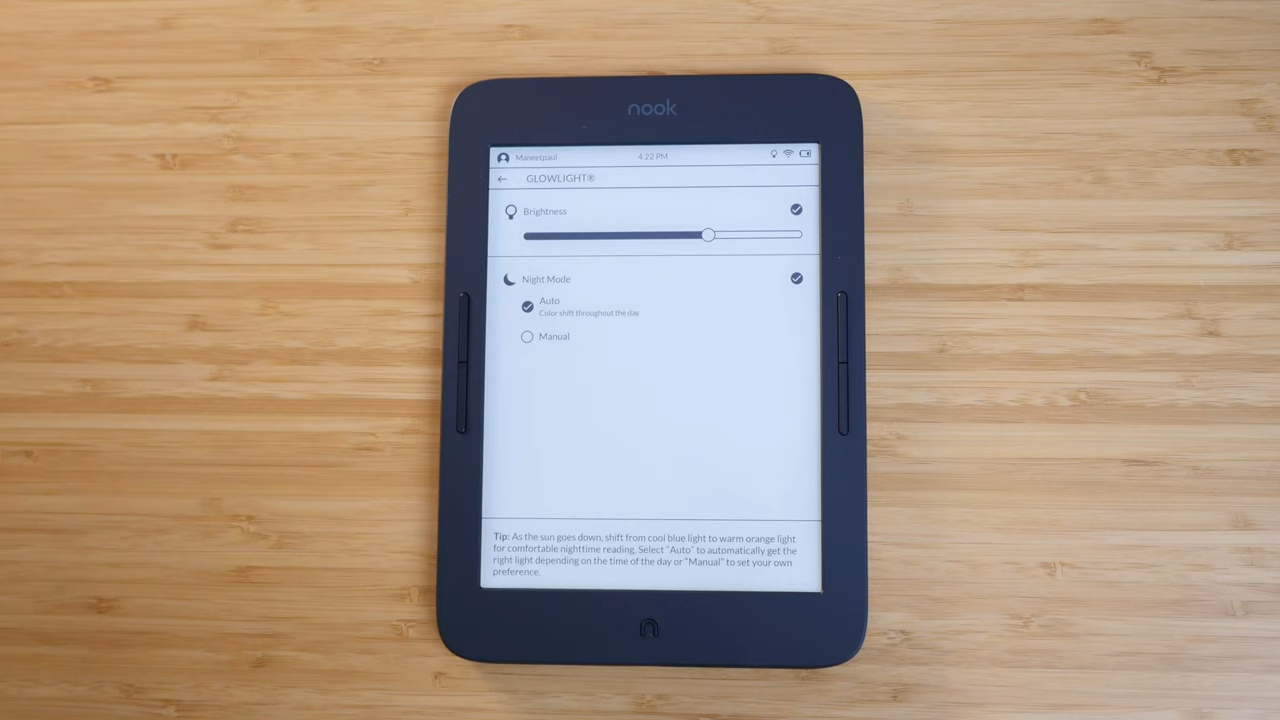 nook
Maneetpaul 4:22 PM
GLOWLIGHT®
Brightness
Night Mode
Auto
Color shift throughout the day
Manual
Tip: As the sun goes down, shift from cool blue light to warm orange light
for comfortable nighttime reading. Select "Auto" to automatically get the
right light depending on the time of the day or "Manual" to set your own
preference.